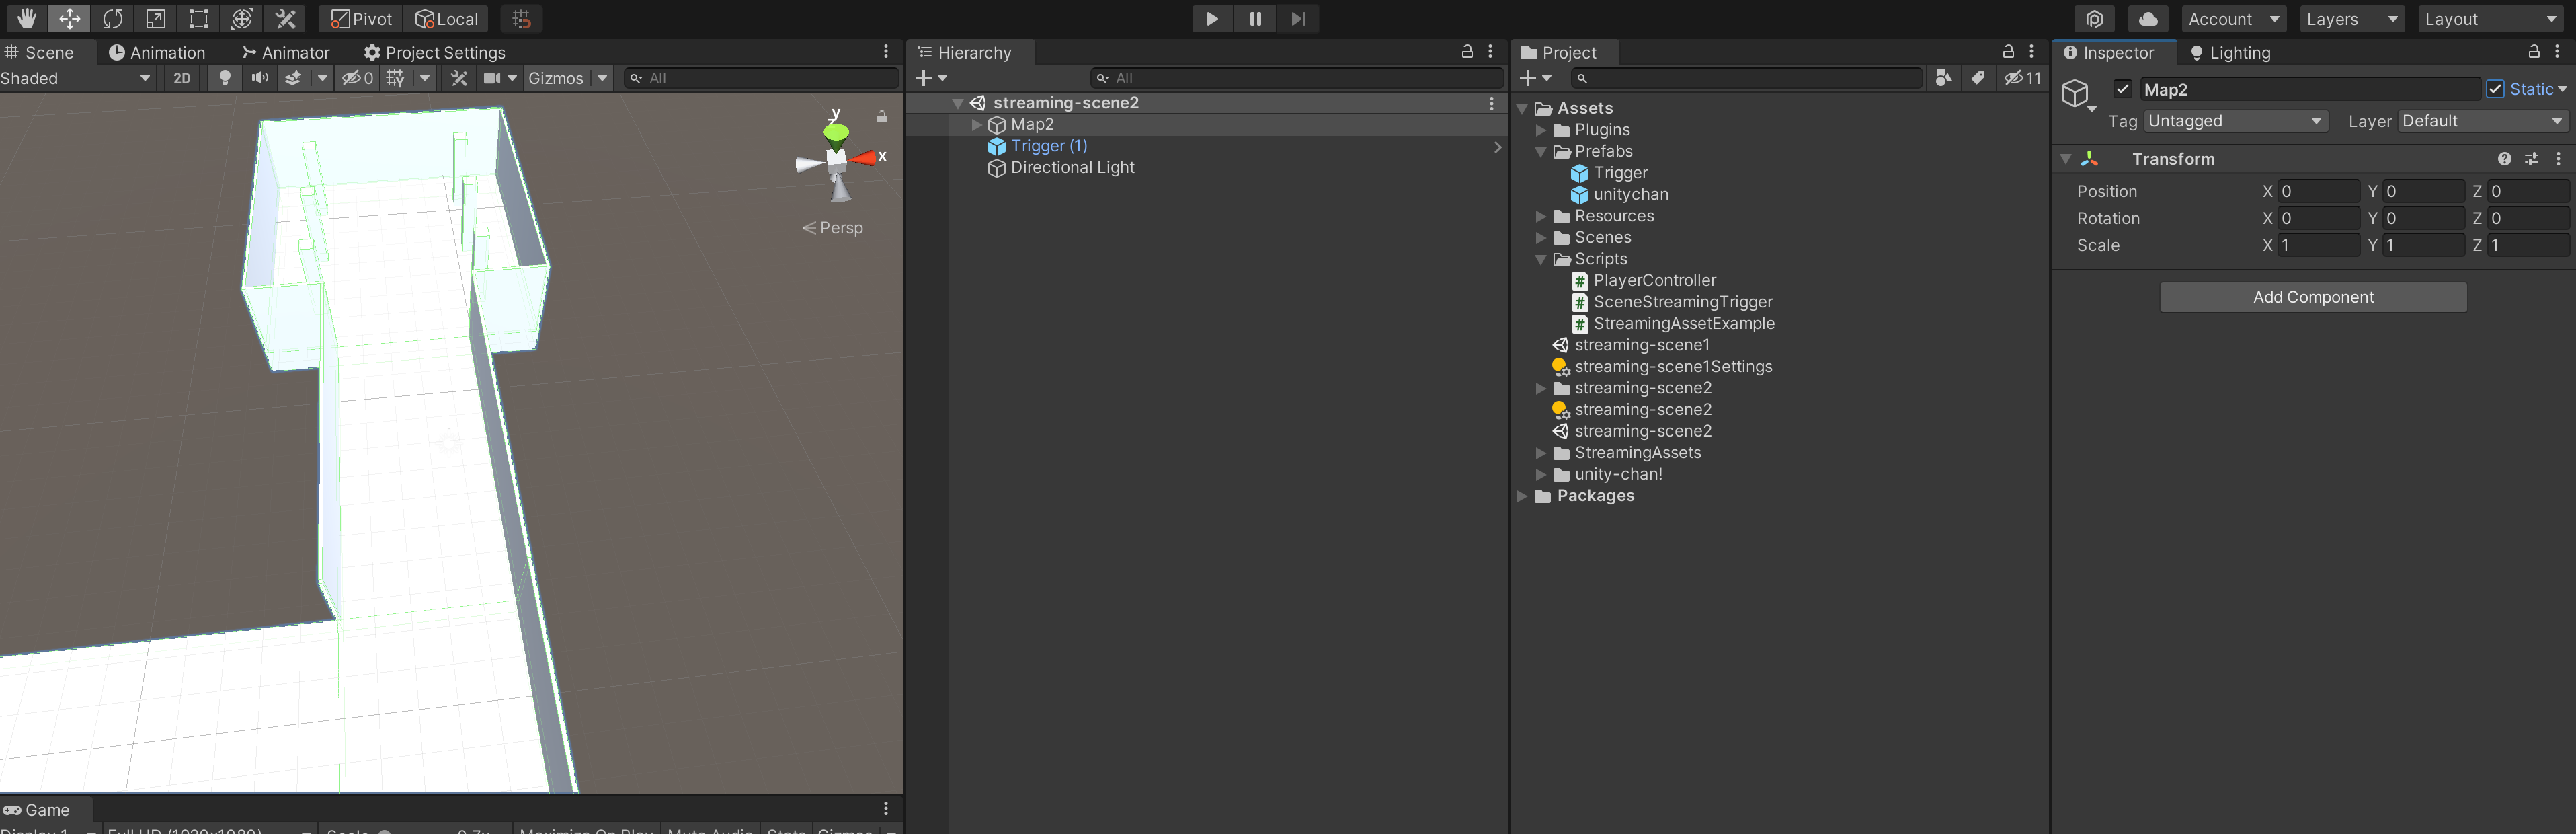 Pivot Local Account Layers Layout
Scene Animation Animator Project Settings
Shaded 2D 0 Gizmos All
y
x
Persp
Game
Display 1 Full HD (1920x1080) Scale 0.7x Maximize On Play Mute Audio Stats Gizmos
Hierarchy
All
streaming-scene2
Map2
Trigger (1)
Directional Light
Project
11
Assets
Plugins
Prefabs
Trigger
unitychan
Resources
Scenes
Scripts
PlayerController
SceneStreamingTrigger
StreamingAssetExample
streaming-scene1
streaming-scene1Settings
streaming-scene2
streaming-scene2
streaming-scene2
StreamingAssets
unity-chan!
Packages
Inspector Lighting
Map2 Static
Tag Untagged Layer Default
Transform
Position X 0 Y 0 Z 0
Rotation X 0 Y 0 Z 0
Scale X 1 Y 1 Z 1
Add Component